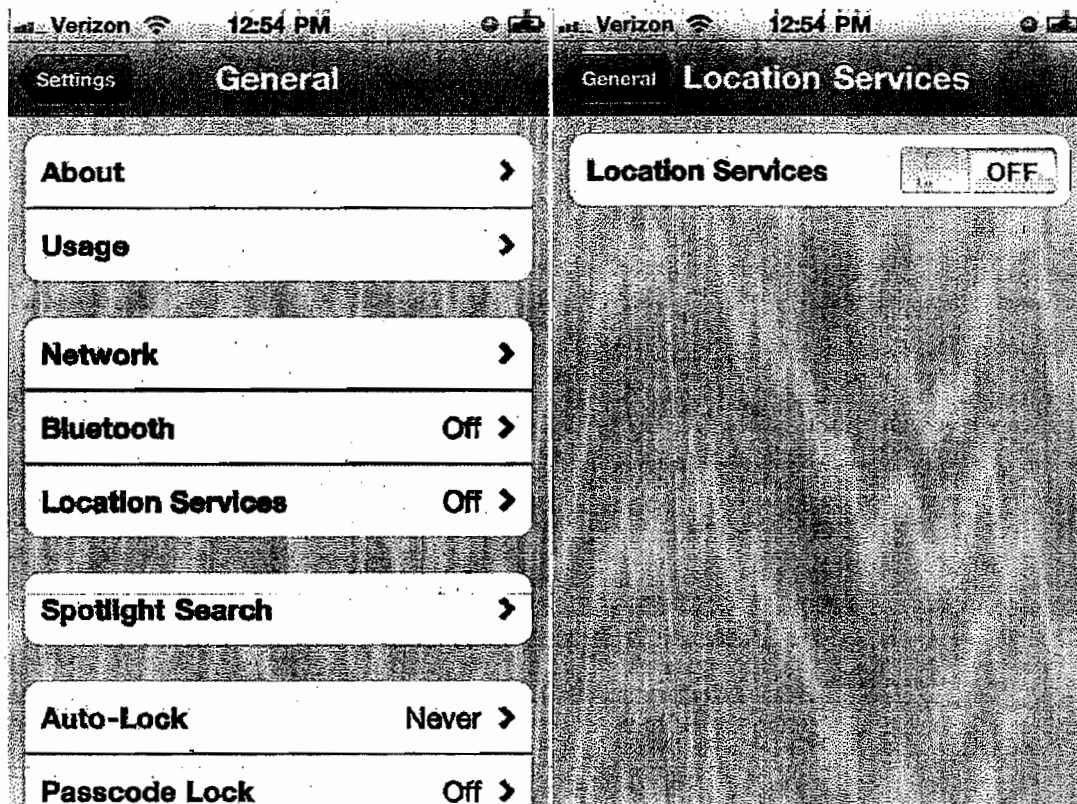 Verizon 12:54 PM
Settings General
About
Usage
Network
Bluetooth Off
Location Services Off
Spotlight Search
Auto-Lock Never
Passcode Lock Off
Verizon 12:54 PM
General Location Services
Location Services OFF